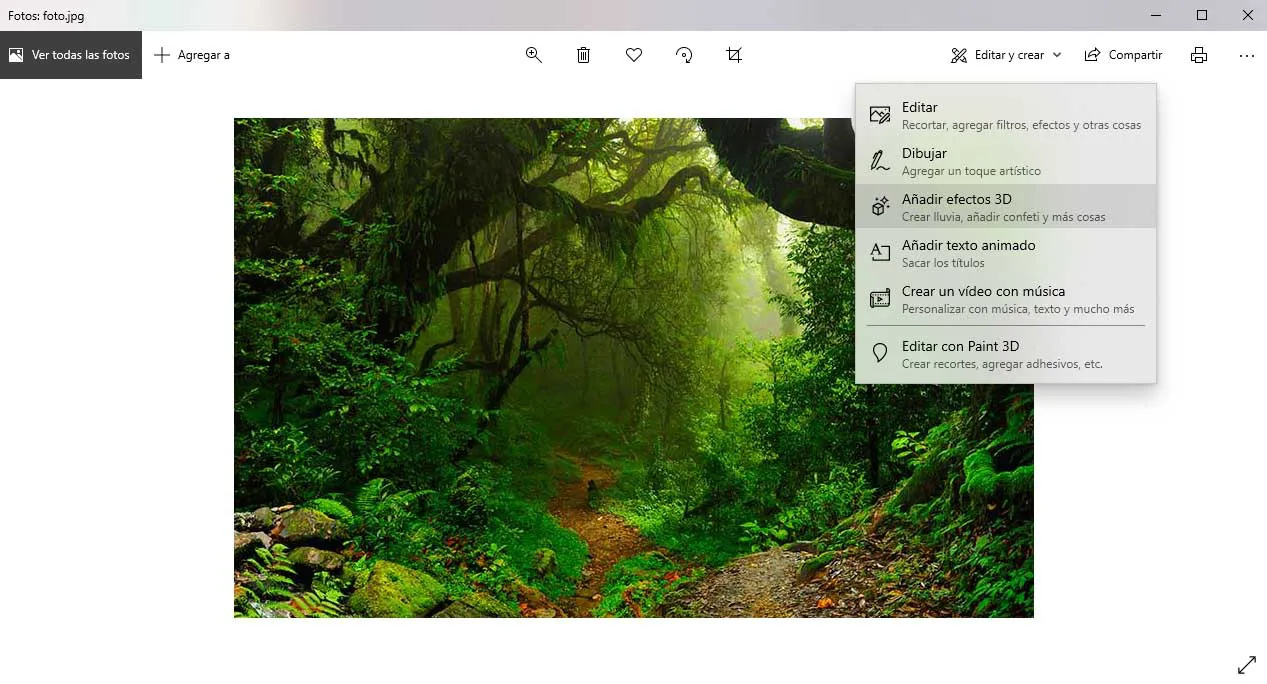 Fotos: foto.jpg
Ver todas las fotos
Agregar a
Editar y crear
Compartir
Editar
Recortar, agregar filtros, efectos y otras cosas
Dibujar
Agregar un toque artístico
Añadir efectos 3D
Crear lluvia, añadir confeti y más cosas
Añadir texto animado
Sacar los títulos
Crear un vídeo con música
Personalizar con música, texto y mucho más
Editar con Paint 3D
Crear recortes, agregar adhesivos, etc.